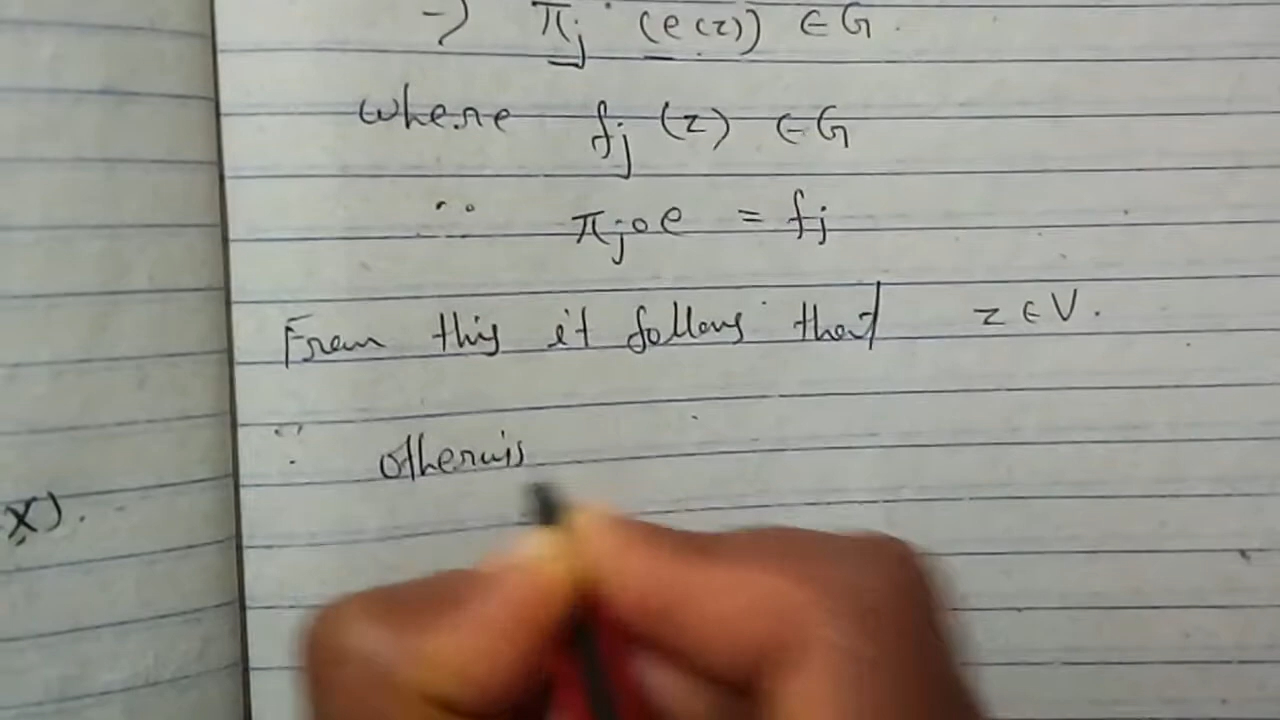 → πj (e(z)) ∈ G.
where fj (z) ∈ G
∴ πj∘e = fj
From this it follows that z ∈ V.
∵ otherwis
X).